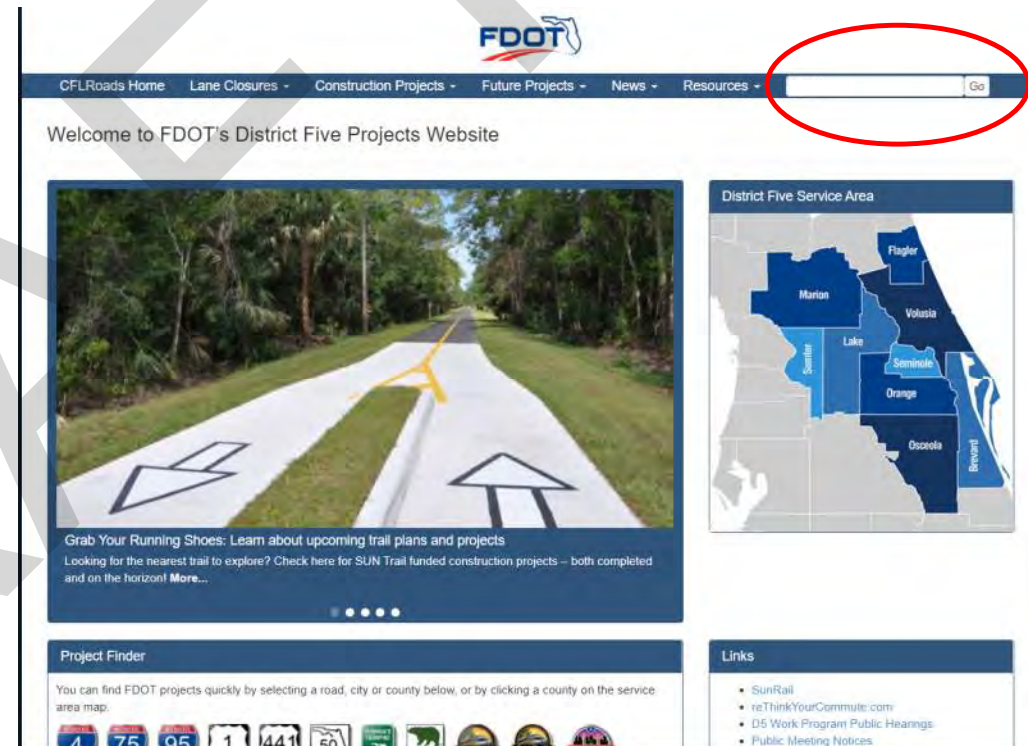 FDOT
CFLRoads Home Lane Closures Construction Projects Future Projects News Resources Go
Welcome to FDOT's District Five Projects Website
District Five Service Area
Flagler
Marion
Volusia
Lake
Sumter
Seminole
Orange
Osceola
Brevard
Grab Your Running Shoes: Learn about upcoming trail plans and projects
Looking for the nearest trail to explore? Check here for SUN Trail funded construction projects – both completed
and on the horizon! More...
Project Finder
Links
You can find FDOT projects quickly by selecting a road, city or county below, or by clicking a county on the service
area map.
SunRail
reThinkYourCommute.com
D5 Work Program Public Hearings
Public Meeting Notices
4 75 95 1 441 50